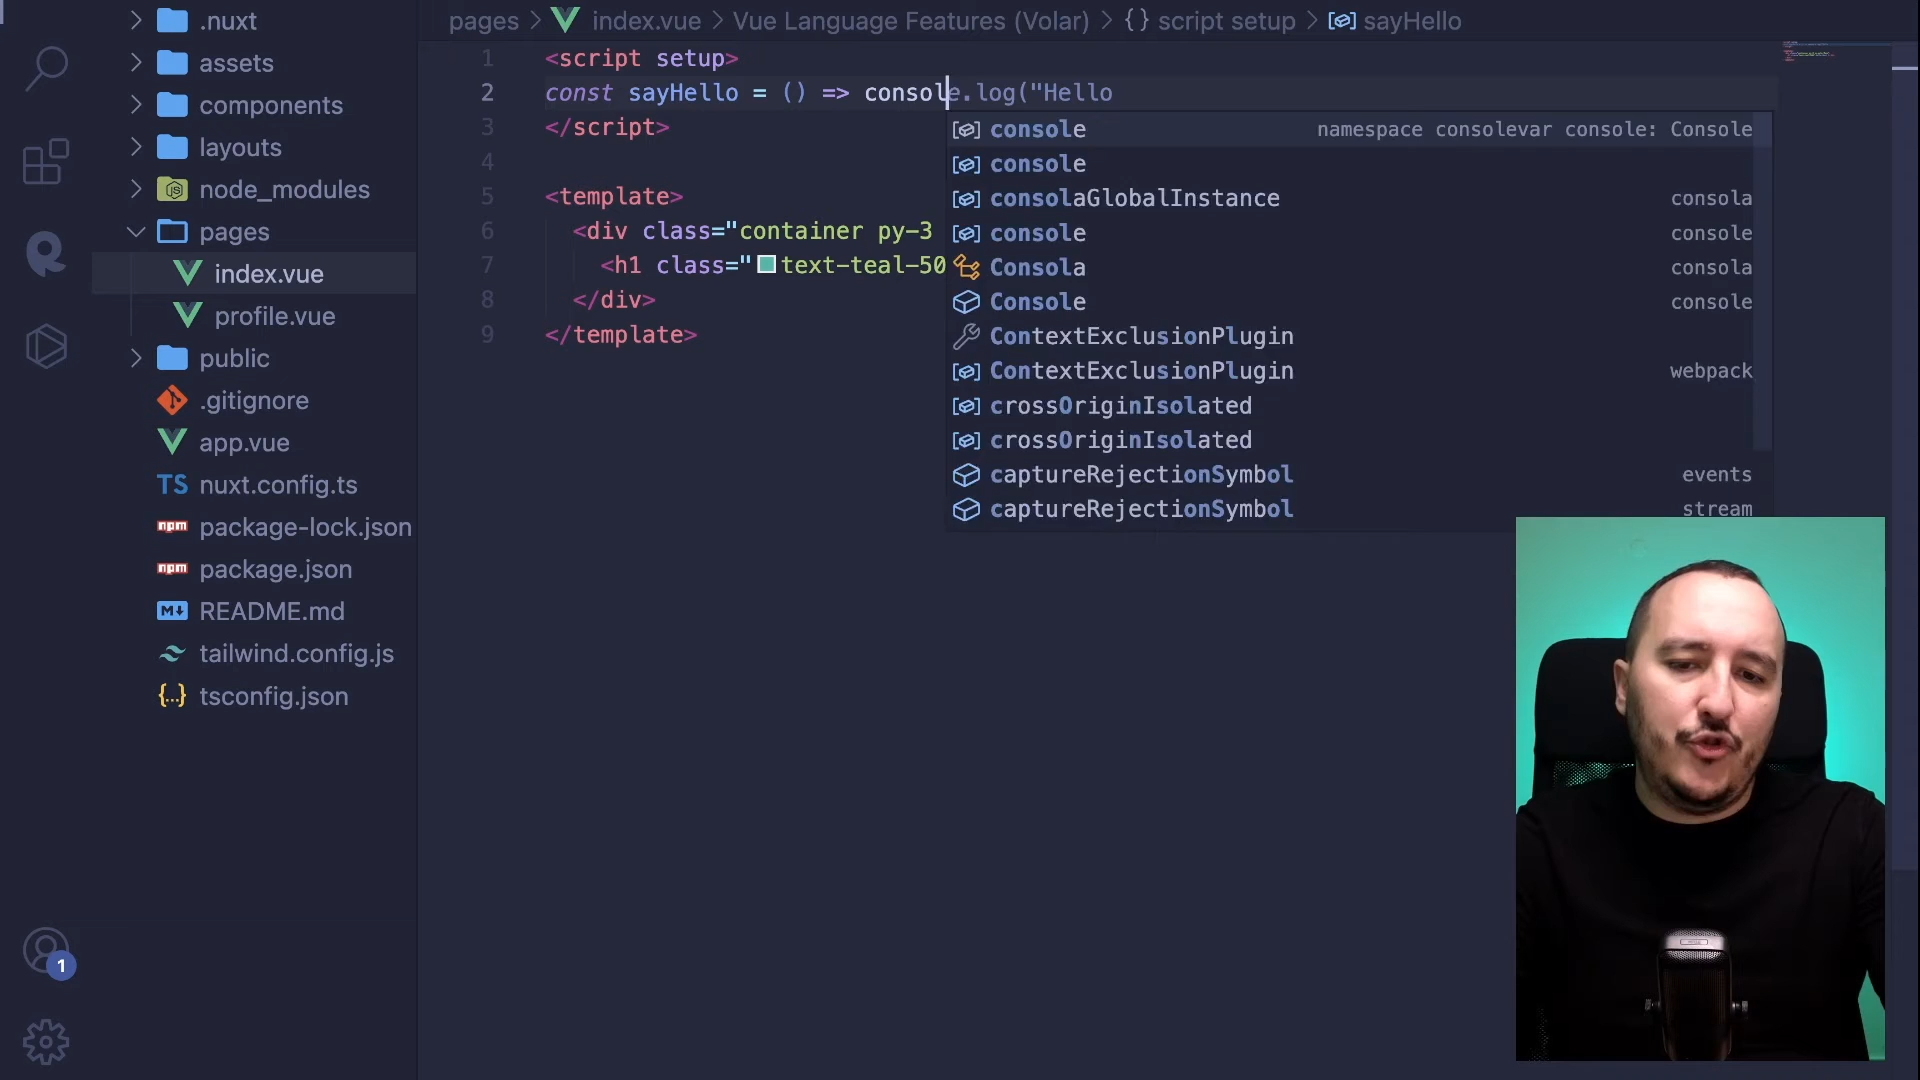 .nuxt
assets
components
layouts
node_modules
pages
index.vue
profile.vue
public
.gitignore
app.vue
TS nuxt.config.ts
npm package-lock.json
npm package.json
M README.md
tailwind.config.js
{..} tsconfig.json
1
pages > index.vue > Vue Language Features (Volar) > {} script setup > sayHello
1 <script setup>
2 const sayHello = () => console.log("Hello
3 </script>
4
5 <template>
6 <div class="container py-3
7 <h1 class="text-teal-50
8 </div>
9 </template>
console namespace consolevar console: Console
console
consolaGlobalInstance consola
console console
Consola consola
Console console
ContextExclusionPlugin
ContextExclusionPlugin webpack
crossOriginIsolated
crossOriginIsolated
captureRejectionSymbol events
captureRejectionSymbol stream